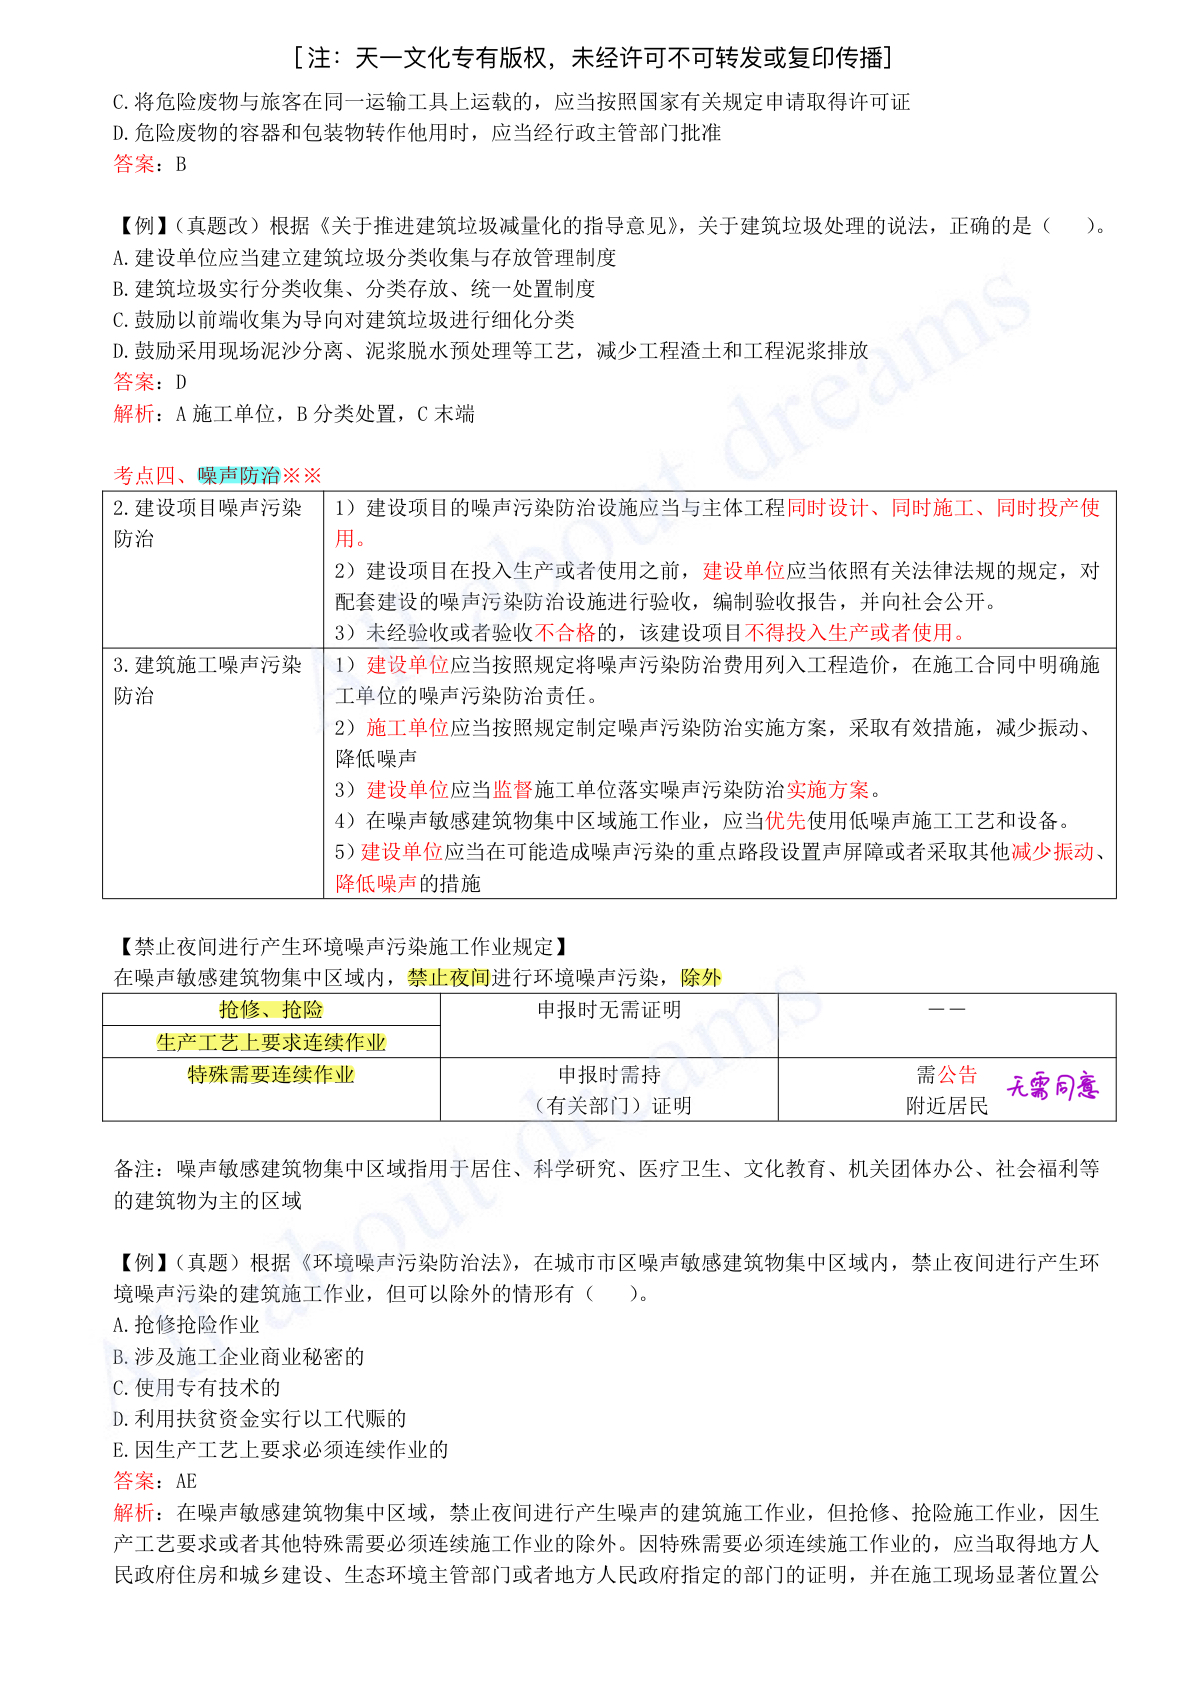 [注：天一文化专有版权，未经许可不可转发或复印传播]
C.将危险废物与旅客在同一运输工具上运载的，应当按照国家有关规定申请取得许可证
D.危险废物的容器和包装物转作他用时，应当经行政主管部门批准
答案：B
【例】（真题改）根据《关于推进建筑垃圾减量化的指导意见》，关于建筑垃圾处理的说法，正确的是（　　）。
A.建设单位应当建立建筑垃圾分类收集与存放管理制度
B.建筑垃圾实行分类收集、分类存放、统一处置制度
C.鼓励以前端收集为导向对建筑垃圾进行细化分类
D.鼓励采用现场泥沙分离、泥浆脱水预处理等工艺，减少工程渣土和工程泥浆排放
答案：D
解析：A 施工单位，B 分类处置，C 末端
考点四、噪声防治※※
2.建设项目噪声污染
防治
1）建设项目的噪声污染防治设施应当与主体工程同时设计、同时施工、同时投产使
用。
2）建设项目在投入生产或者使用之前，建设单位应当依照有关法律法规的规定，对
配套建设的噪声污染防治设施进行验收，编制验收报告，并向社会公开。
3）未经验收或者验收不合格的，该建设项目不得投入生产或者使用。
3.建筑施工噪声污染
防治
1）建设单位应当按照规定将噪声污染防治费用列入工程造价，在施工合同中明确施
工单位的噪声污染防治责任。
2）施工单位应当按照规定制定噪声污染防治实施方案，采取有效措施，减少振动、
降低噪声
3）建设单位应当监督施工单位落实噪声污染防治实施方案。
4）在噪声敏感建筑物集中区域施工作业，应当优先使用低噪声施工工艺和设备。
5）建设单位应当在可能造成噪声污染的重点路段设置声屏障或者采取其他减少振动、
降低噪声的措施
【禁止夜间进行产生环境噪声污染施工作业规定】
在噪声敏感建筑物集中区域内，禁止夜间进行环境噪声污染，除外
抢修、抢险
申报时无需证明
——
生产工艺上要求连续作业
特殊需要连续作业
申报时需持
（有关部门）证明
需公告
附近居民
无需同意
备注：噪声敏感建筑物集中区域指用于居住、科学研究、医疗卫生、文化教育、机关团体办公、社会福利等
的建筑物为主的区域
【例】（真题）根据《环境噪声污染防治法》，在城市市区噪声敏感建筑物集中区域内，禁止夜间进行产生环
境噪声污染的建筑施工作业，但可以除外的情形有（　　）。
A.抢修抢险作业
B.涉及施工企业商业秘密的
C.使用专有技术的
D.利用扶贫资金实行以工代赈的
E.因生产工艺上要求必须连续作业的
答案：AE
解析：在噪声敏感建筑物集中区域，禁止夜间进行产生噪声的建筑施工作业，但抢修、抢险施工作业，因生
产工艺要求或者其他特殊需要必须连续施工作业的除外。因特殊需要必须连续施工作业的，应当取得地方人
民政府住房和城乡建设、生态环境主管部门或者地方人民政府指定的部门的证明，并在施工现场显著位置公
All about dreams
All about dreams